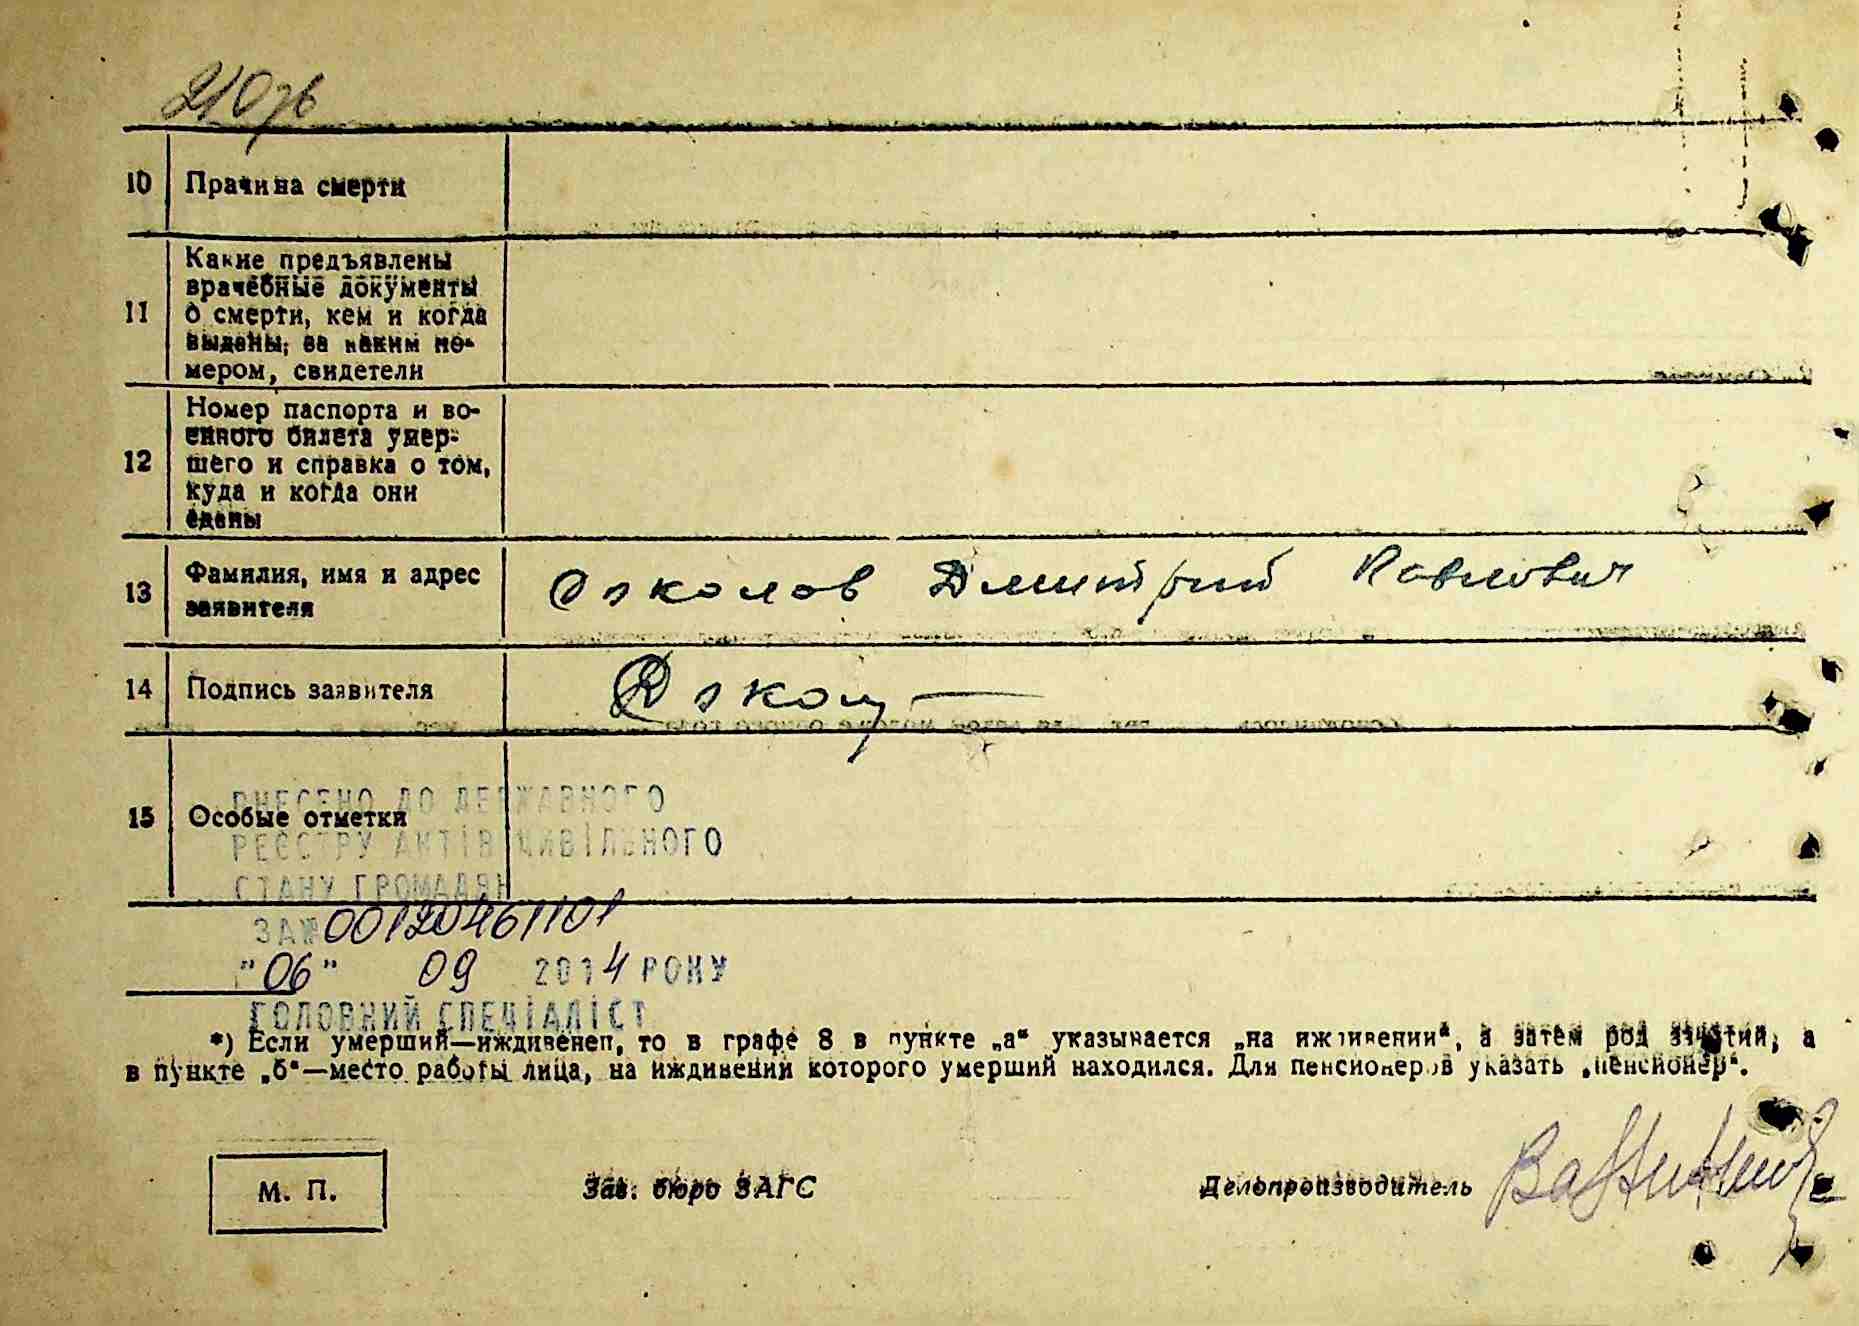 10 Причина смерти
11 Какие предъявлены
врачебные документы
о смерти, кем и когда
выданы, за каким но-
мером, свидетели
12 Номер паспорта и во-
енного билета умер-
шего и справка о том,
куда и когда они
сданы
13 Фамилия, имя и адрес
заявителя
Дмитрий Павлович
14 Подпись заявителя
15 Особые отметки
ВНЕСЕНО ДО ДЕРЖАВНОГО
РЕЄСТРУ АКТІВ ЦИВІЛЬНОГО
СТАНУ ГРОМАДЯН
ЗА № 00120461101
"06" 09 2014 РОКУ
ГОЛОВНИЙ СПЕЦІАЛІСТ
*) Если умерший—иждивенец, то в графе 8 в пункте „а“ указывается „на иждивении“, а затем род занятий, а
в пункте „б“—место работы лица, на иждивении которого умерший находился. Для пенсионеров указать „пенсионер“.
М. П. Зав. бюро ЗАГС Делопроизводитель